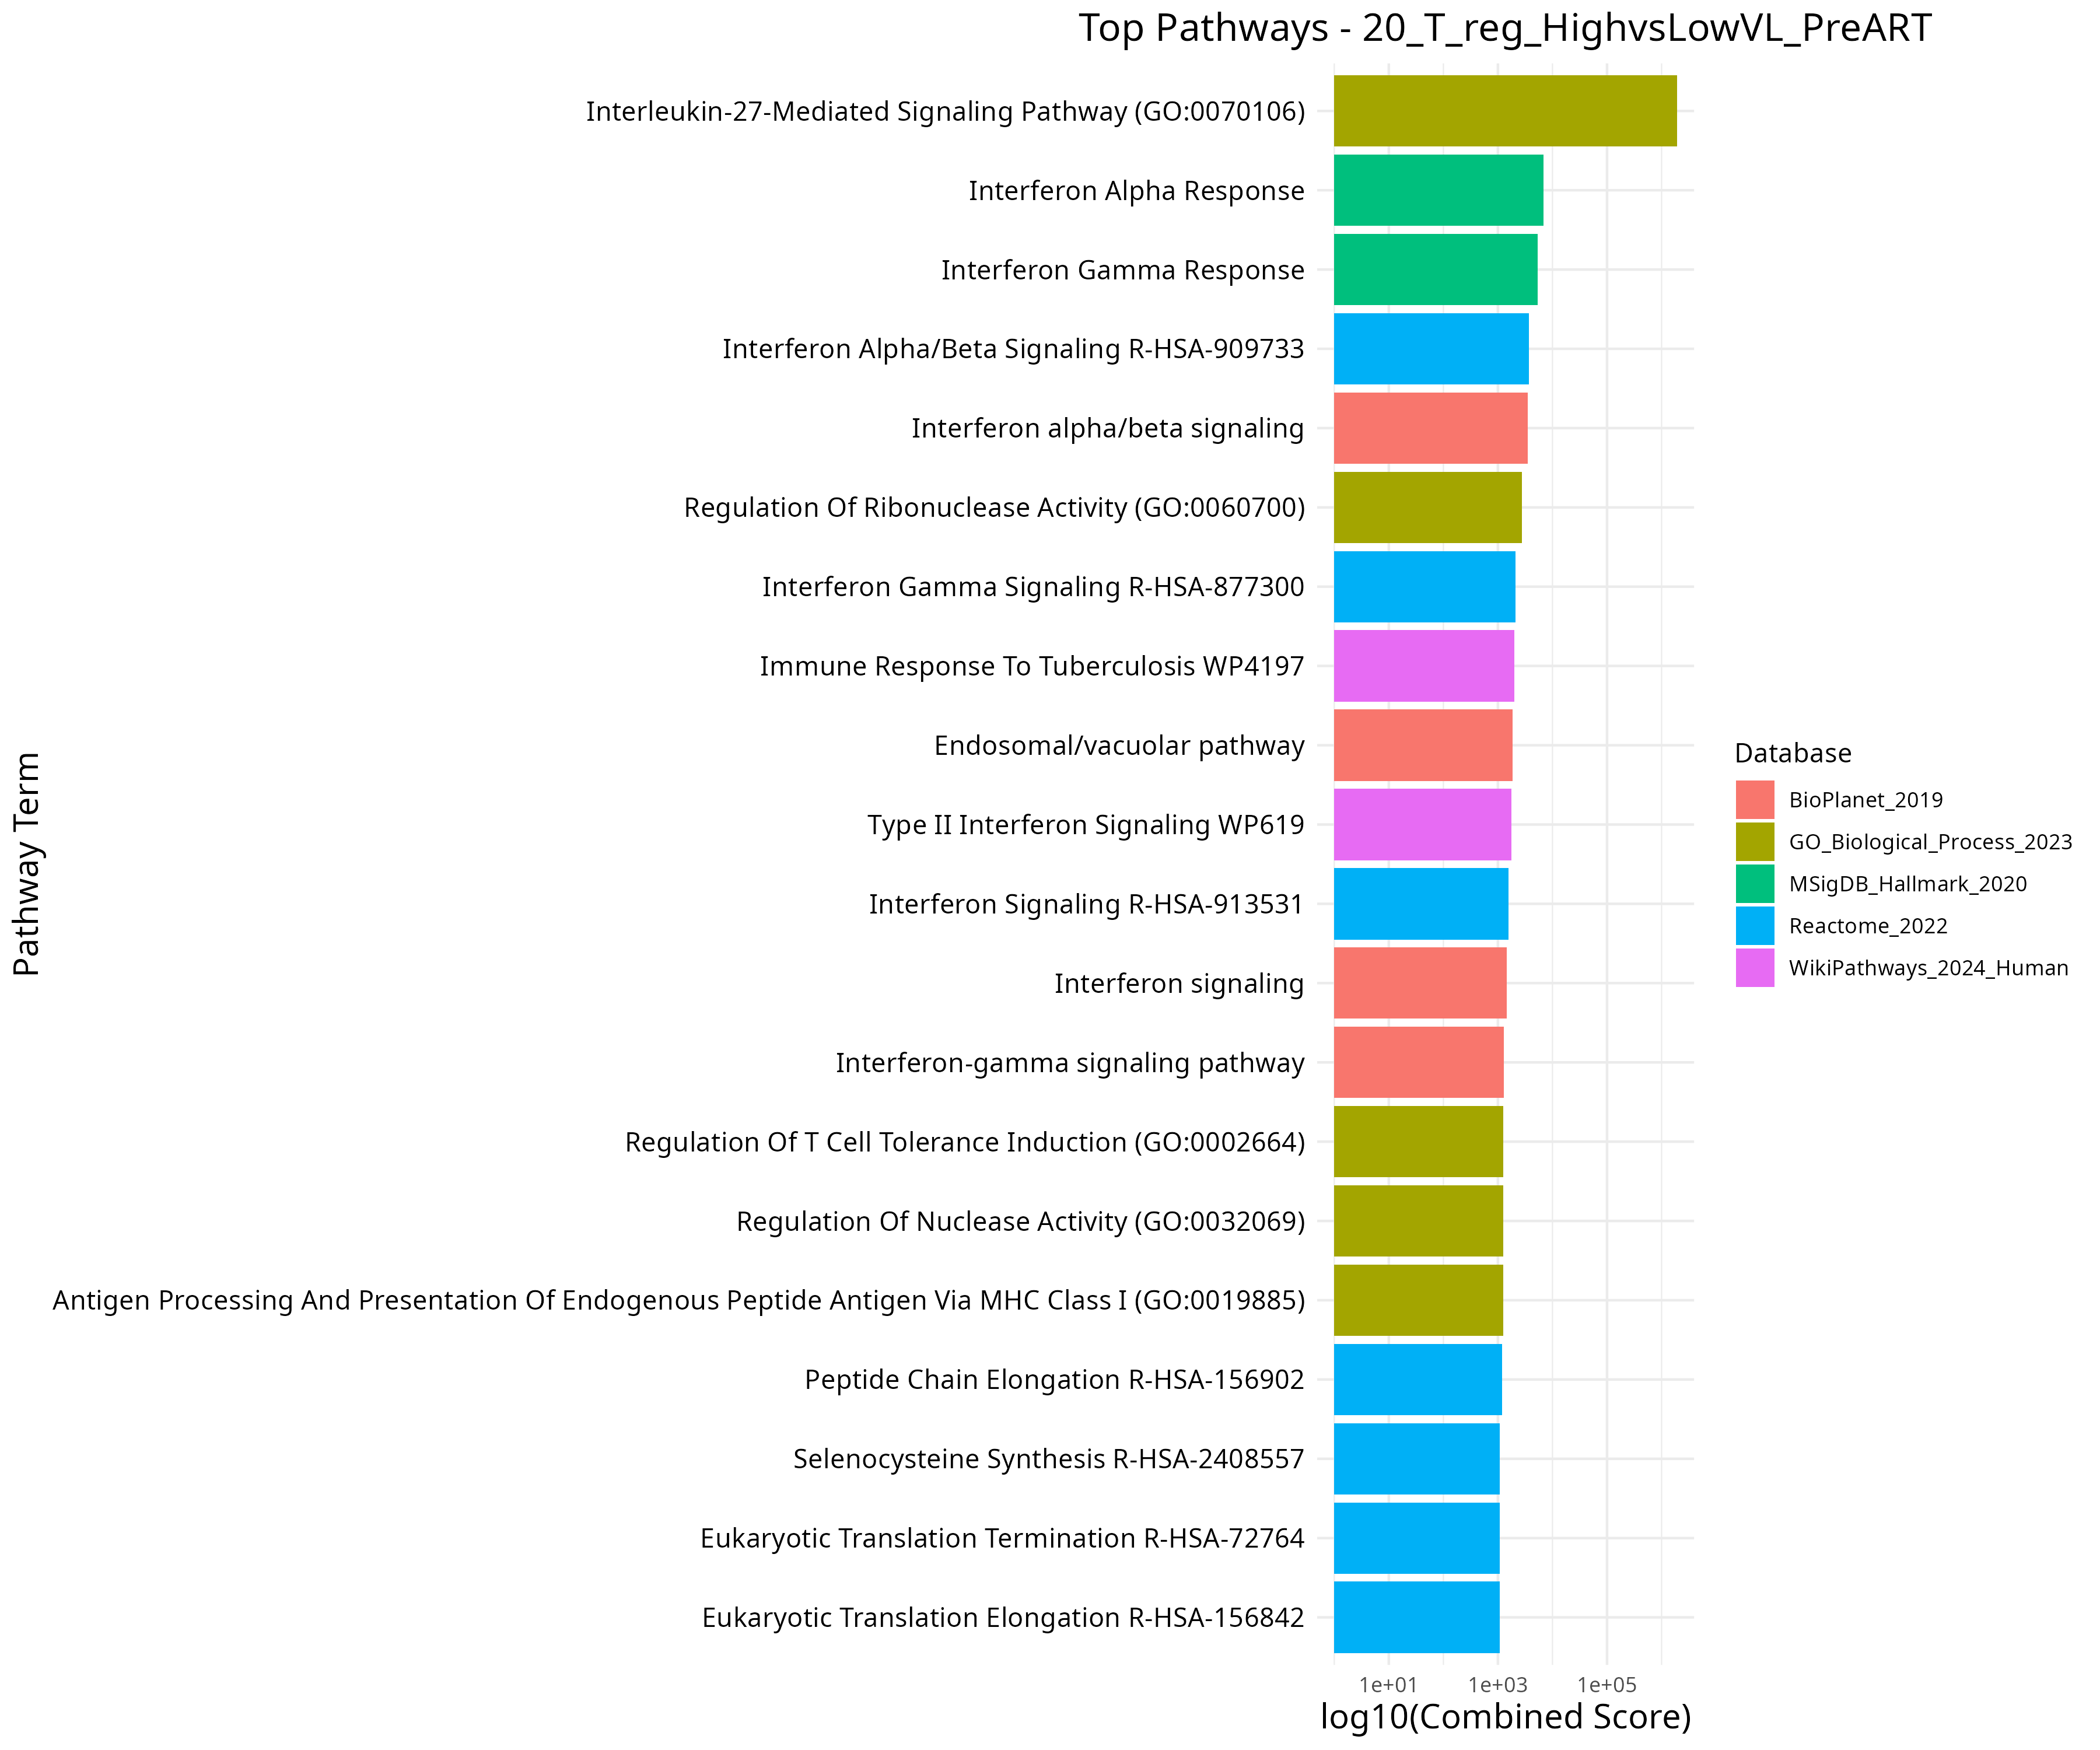 Top Pathways - 20_T_reg_HighvsLowVL_PreART
Pathway Term
Interleukin-27-Mediated Signaling Pathway (GO:0070106)
Interferon Alpha Response
Interferon Gamma Response
Interferon Alpha/Beta Signaling R-HSA-909733
Interferon alpha/beta signaling
Regulation Of Ribonuclease Activity (GO:0060700)
Interferon Gamma Signaling R-HSA-877300
Immune Response To Tuberculosis WP4197
Endosomal/vacuolar pathway
Type II Interferon Signaling WP619
Interferon Signaling R-HSA-913531
Interferon signaling
Interferon-gamma signaling pathway
Regulation Of T Cell Tolerance Induction (GO:0002664)
Regulation Of Nuclease Activity (GO:0032069)
Antigen Processing And Presentation Of Endogenous Peptide Antigen Via MHC Class I (GO:0019885)
Peptide Chain Elongation R-HSA-156902
Selenocysteine Synthesis R-HSA-2408557
Eukaryotic Translation Termination R-HSA-72764
Eukaryotic Translation Elongation R-HSA-156842
1e+01 1e+03 1e+05
log10(Combined Score)
Database
BioPlanet_2019
GO_Biological_Process_2023
MSigDB_Hallmark_2020
Reactome_2022
WikiPathways_2024_Human